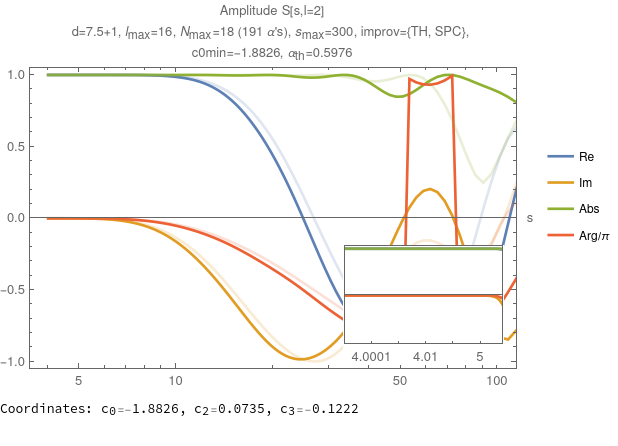 Amplitude S[s,l=2]
d=7.5+1, lmax=16, Nmax=18 (191 α's), smax=300, improv={TH, SPC},
c0min=−1.8826, αth=0.5976
1.0
0.5
0.0
−0.5
−1.0
5
10
50
100
s
4.0001
4.01
5
Re
Im
Abs
Arg/π
Coordinates: c0=-1.8826, c2=0.0735, c3=-0.1222